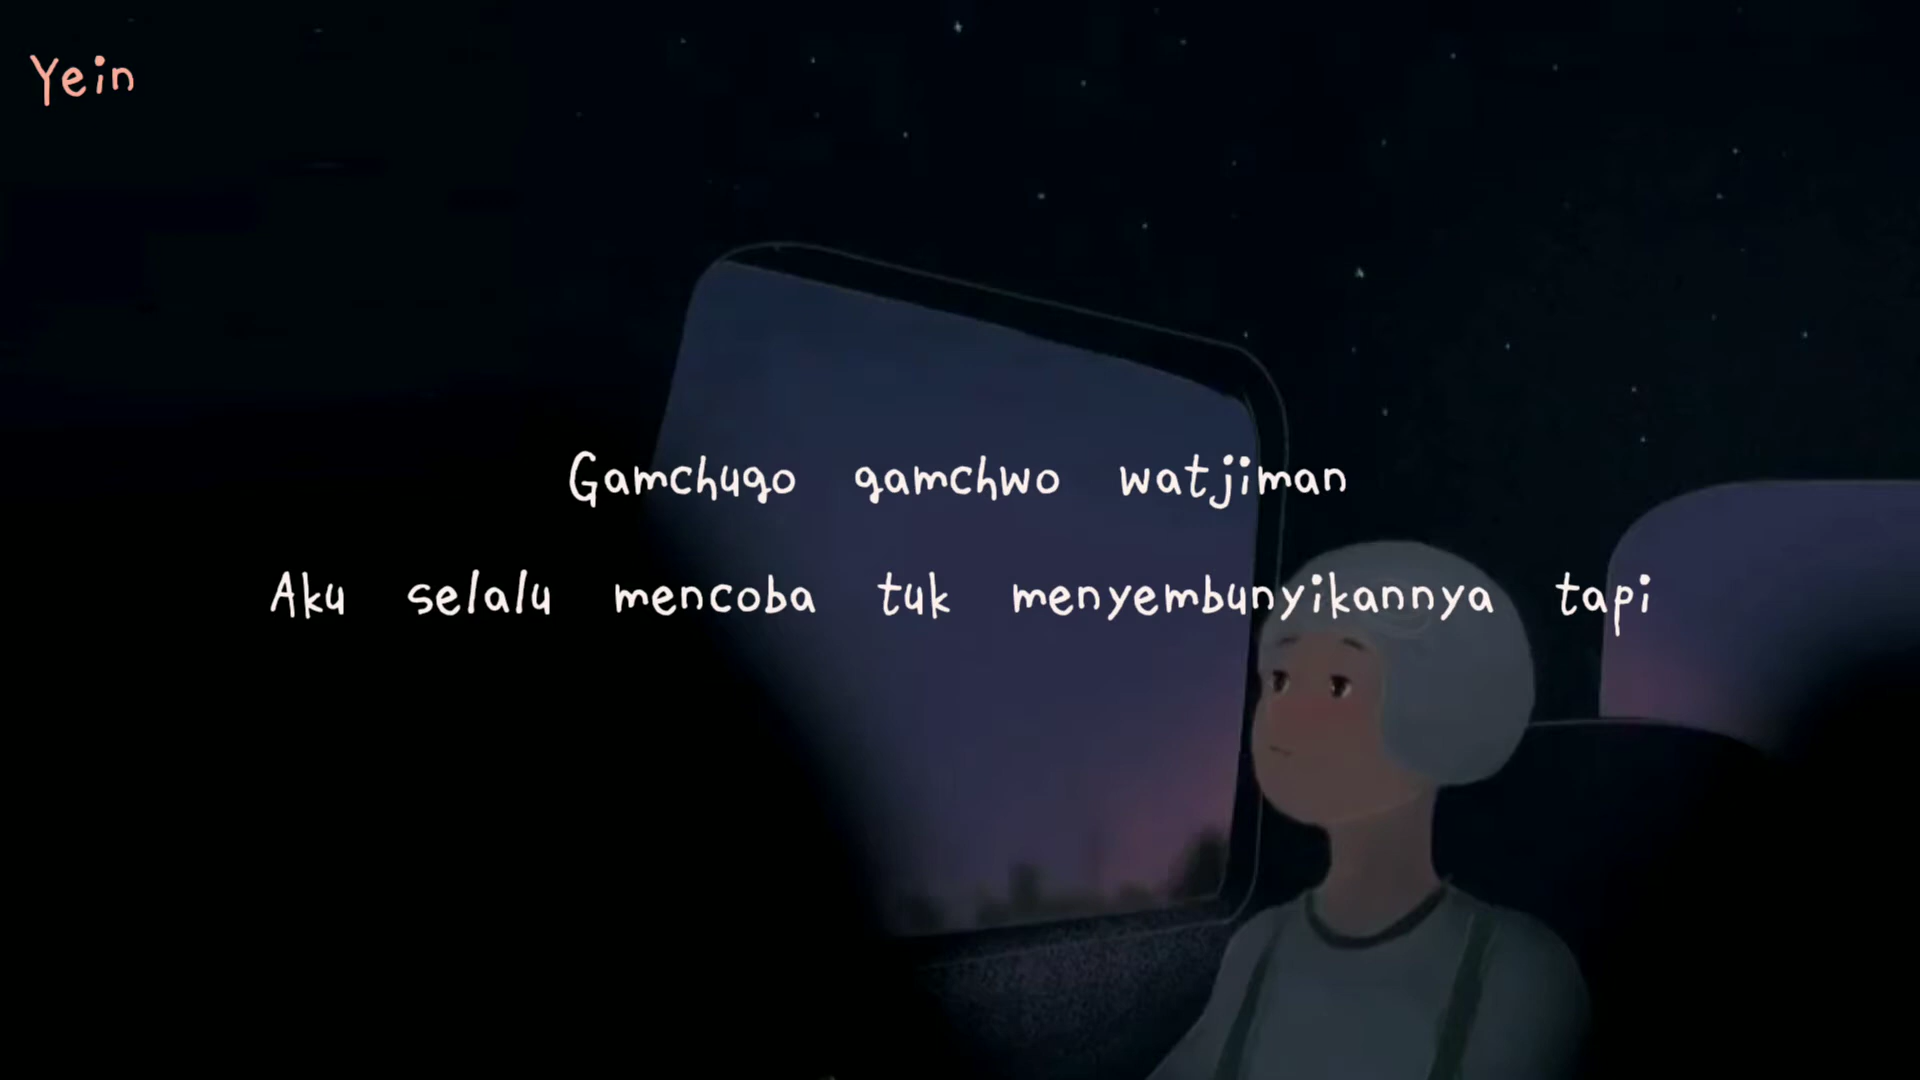 Yein
Gamchugo gamchwo watjiman
Aku selalu mencoba tuk menyembunyikannya tapi